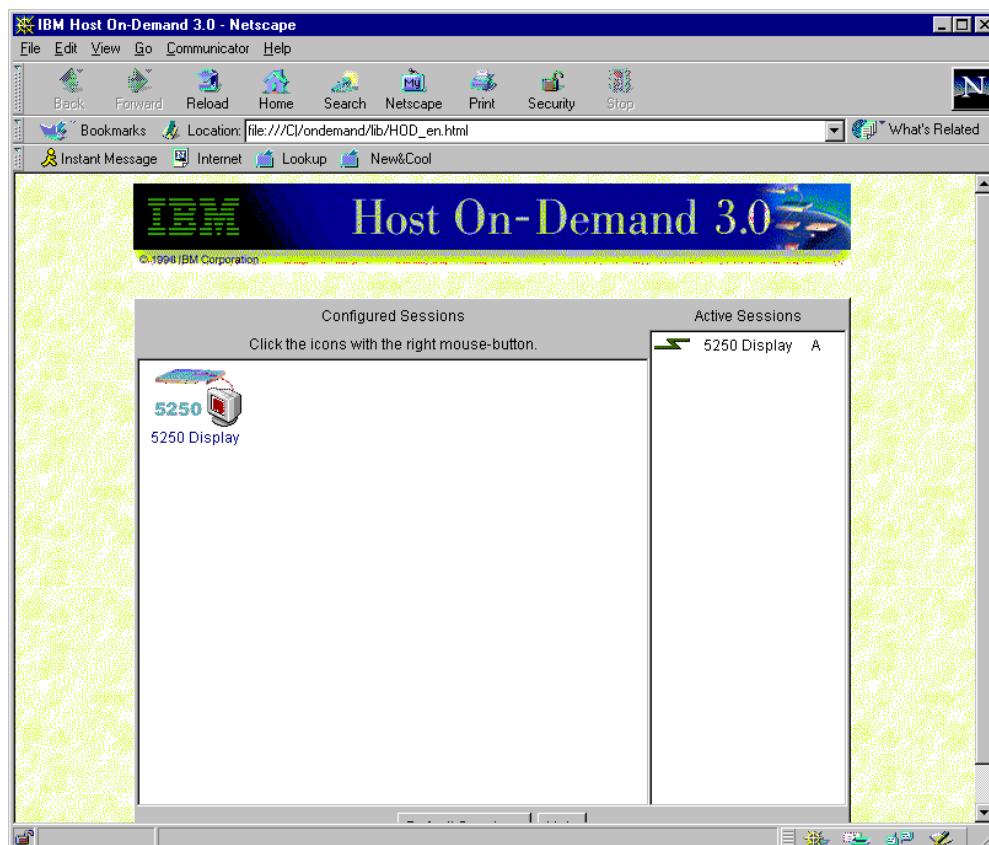 IBM Host On-Demand 3.0 - Netscape
File Edit View Go Communicator Help
Back Forward Reload Home Search Netscape Print Security Stop
My
N
Bookmarks Location: file:///C|/ondemand/lib/HOD_en.html What's Related
Instant Message Internet Lookup New&Cool
IBM Host On-Demand 3.0
© 1998 IBM Corporation
Configured Sessions
Active Sessions
Click the icons with the right mouse-button.
5250 Display A
5250
5250 Display